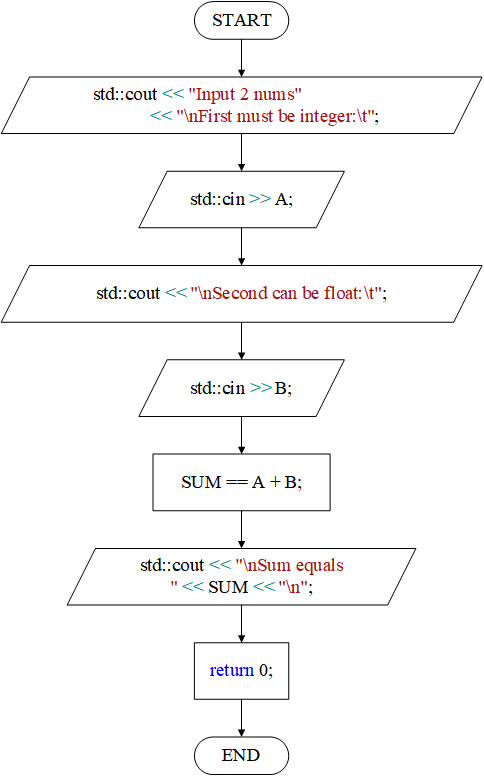 START
std::cout << "Input 2 nums"
<< "\nFirst must be integer:\t";
std::cin >> A;
std::cout << "\nSecond can be float:\t";
std::cin >> B;
SUM == A + B;
std::cout << "\nSum equals
" << SUM << "\n";
return 0;
END